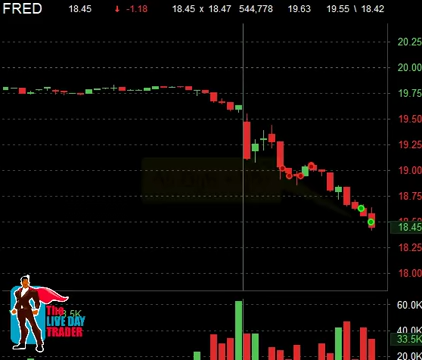 FRED 18.45 ↓ -1.18 18.45 x 18.47 544,778 19.63 19.55 \ 18.42
20.25
20.00
19.75
19.50
19.25
19.00
18.75
18.50
18.45
18.25
18.00
60.0K
The
LIVE DAY
TRADER
40.0K
33.5K
20.0K